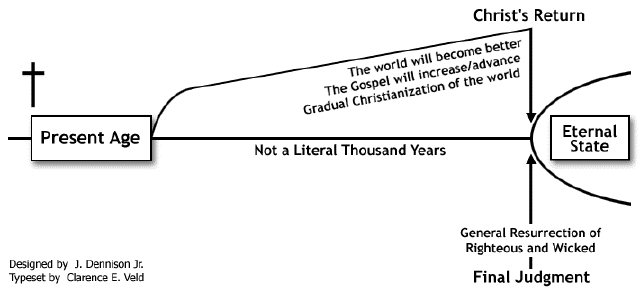 Christ's Return
The world will become better
The Gospel will increase/advance
Gradual Christianization of the world
Present Age
Not a Literal Thousand Years
Eternal
State
General Resurrection of
Righteous and Wicked
Final Judgment
Designed by J. Dennison Jr.
Typeset by Clarence E. Veld